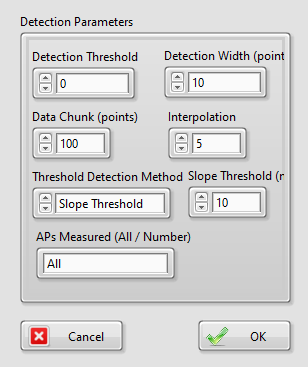 Detection Parameters
Detection Threshold
Detection Width (point
0
10
Data Chunk (points)
Interpolation
100
5
Threshold Detection Method
Slope Threshold (
Slope Threshold
10
APs Measured (All / Number)
All
Cancel
OK